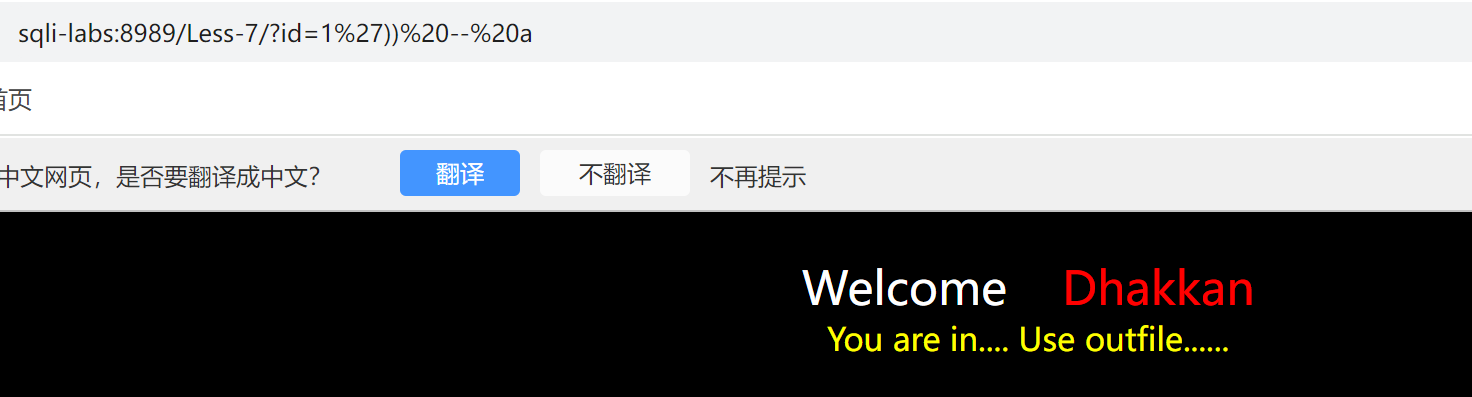 sqli-labs:8989/Less-7/?id=1%27))%20--%20a
首页
中文网页，是否要翻译成中文？ 翻译 不翻译 不再提示
Welcome Dhakkan
You are in.... Use outfile......